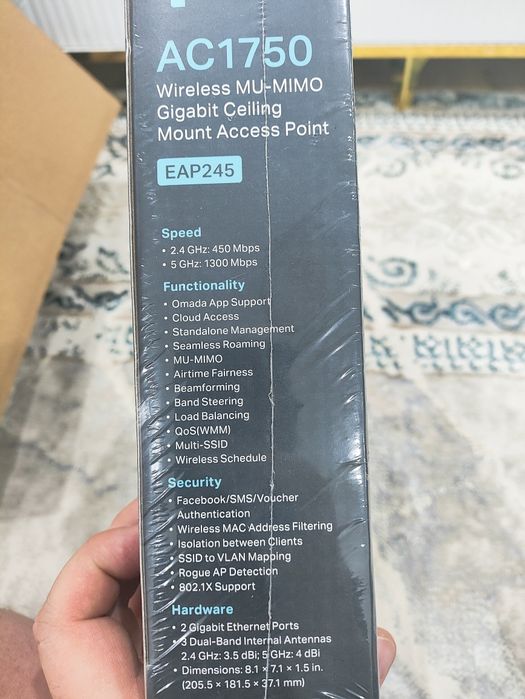 AC1750
Wireless MU-MIMO
Gigabit Ceiling
Mount Access Point
EAP245
Speed
• 2.4 GHz: 450 Mbps
• 5 GHz: 1300 Mbps
Functionality
• Omada App Support
• Cloud Access
• Standalone Management
• Seamless Roaming
• MU-MIMO
• Airtime Fairness
• Beamforming
• Band Steering
• Load Balancing
• QoS(WMM)
• Multi-SSID
• Wireless Schedule
Security
• Facebook/SMS/Voucher
Authentication
• Wireless MAC Address Filtering
• Isolation between Clients
• SSID to VLAN Mapping
• Rogue AP Detection
• 802.1X Support
Hardware
• 2 Gigabit Ethernet Ports
• 3 Dual-Band Internal Antennas
2.4 GHz: 3.5 dBi; 5 GHz: 4 dBi
• Dimensions: 8.1 × 7.1 × 1.5 in.
(205.5 × 181.5 × 37.1 mm)